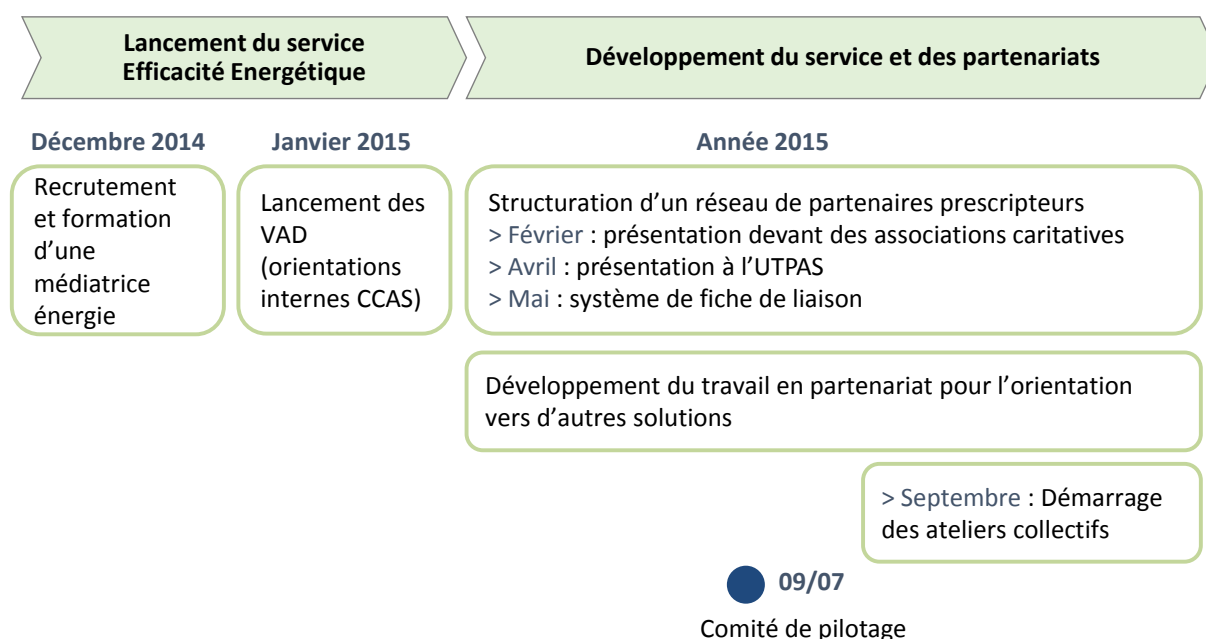 Lancement du service
Efficacité Energétique
Développement du service et des partenariats
Décembre 2014
Janvier 2015
Année 2015
Recrutement
et formation
d’une
médiatrice
énergie
Lancement des
VAD
(orientations
internes CCAS)
Structuration d’un réseau de partenaires prescripteurs
> Février : présentation devant des associations caritatives
> Avril : présentation à l’UTPAS
> Mai : système de fiche de liaison
Développement du travail en partenariat pour l’orientation
vers d’autres solutions
> Septembre : Démarrage
des ateliers collectifs
09/07
Comité de pilotage